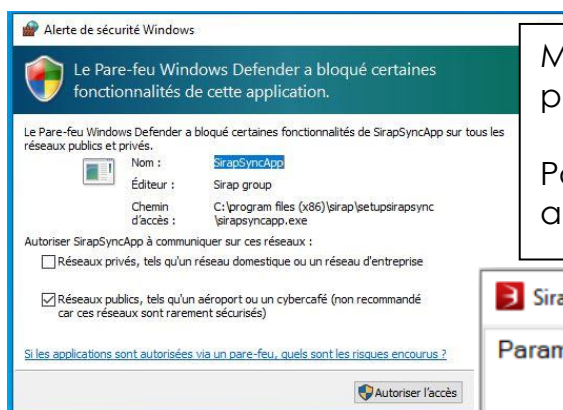 Alerte de sécurité Windows
Le Pare-feu Windows Defender a bloqué certaines
fonctionnalités de cette application.
Le Pare-feu Windows Defender a bloqué certaines fonctionnalités de SirapSyncApp sur tous les
réseaux publics et privés.
Nom : SirapSyncApp
Éditeur : Sirap group
Chemin d'accès : C:\program files (x86)\sirap\setupsirapsync
\sirapsyncapp.exe
Autoriser SirapSyncApp à communiquer sur ces réseaux :
Réseaux privés, tels qu'un réseau domestique ou un réseau d'entreprise
Réseaux publics, tels qu'un aéroport ou un cybercafé (non recommandé
car ces réseaux sont rarement sécurisés)
Si les applications sont autorisées via un pare-feu, quels sont les risques encourus ?
Autoriser l'accès